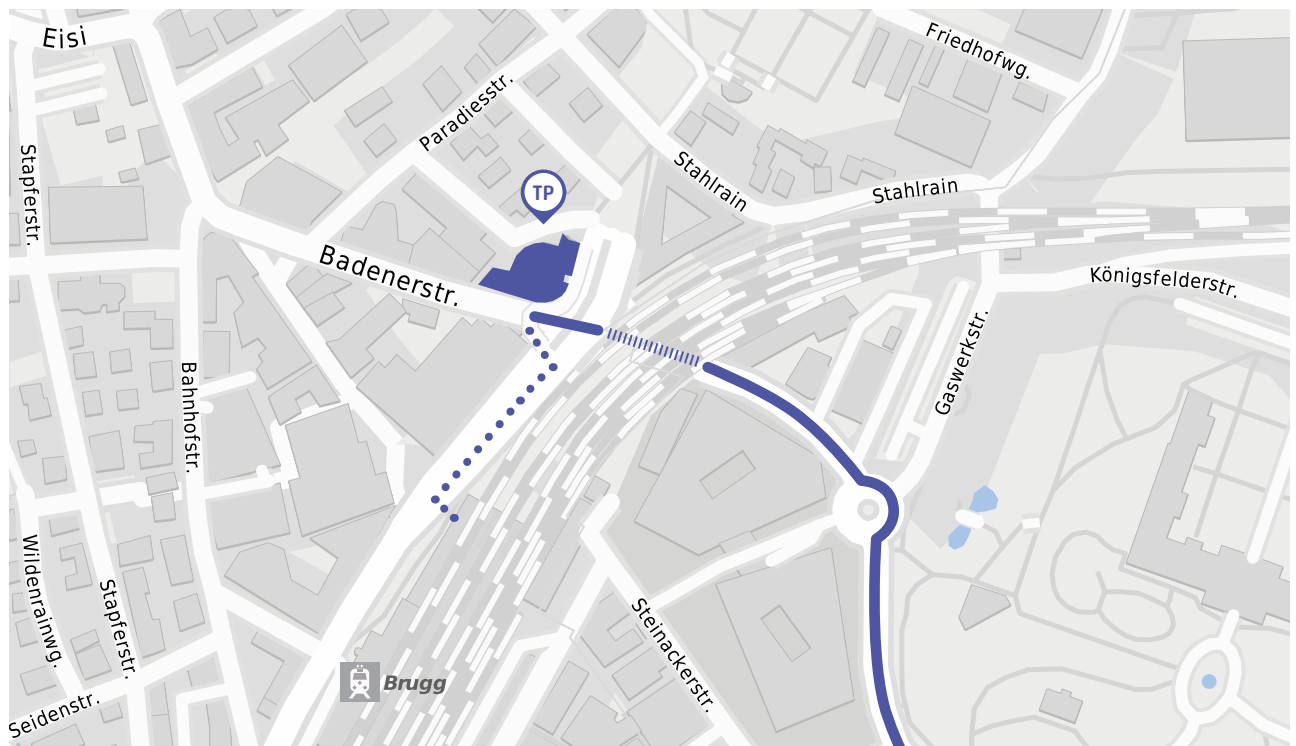 Eisi
Friedhofwg.
Paradiesstr.
Stapferstr.
Stahlrain
Stahlrain
TP
Badenerstr.
Königsfelderstr.
Gaswerkstr.
Bahnhofstr.
Wildenrainwg.
Stapferstr.
Steinackerstr.
Brugg
Seidenstr.